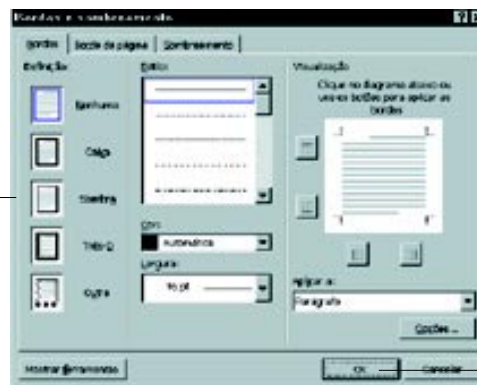 Bordas e sombreamento
Bordas Borda da página Sombreamento
Definição:
Nenhuma
Caixa
Sombra
Três-D
Outra
Estilo:
Cor:
Automática
Largura:
½ pt
Visualização
Clique no diagrama abaixo ou
use os botões para aplicar as
bordas
Aplicar a:
Parágrafo
Opções...
Mostrar ferramentas
OK
Cancelar